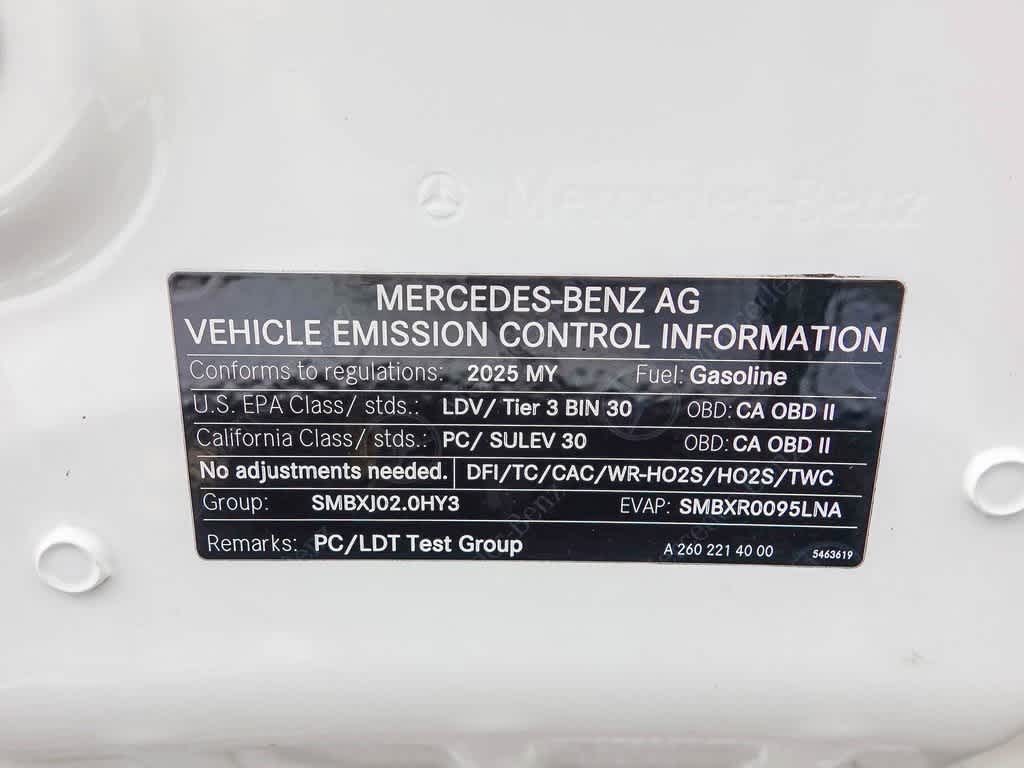 Mercedes-Benz
MERCEDES-BENZ AG
VEHICLE EMISSION CONTROL INFORMATION
Conforms to regulations: 2025 MY Fuel: Gasoline
U.S. EPA Class/ stds.: LDV/ Tier 3 BIN 30 OBD: CA OBD II
California Class/ stds.: PC/ SULEV 30 OBD: CA OBD II
No adjustments needed. DFI/TC/CAC/WR-HO2S/HO2S/TWC
Group: SMBXJ02.0HY3 EVAP: SMBXR0095LNA
Remarks: PC/LDT Test Group A 260 221 40 00 5463619